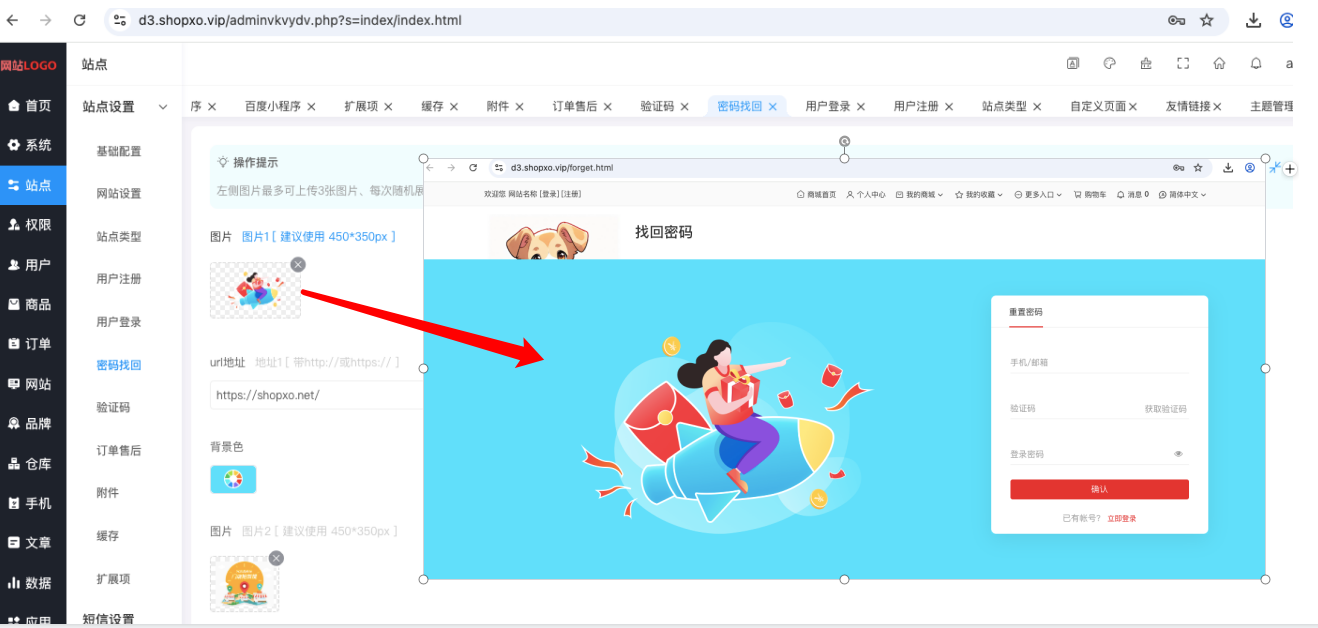 d3.shopxo.vip/adminvkvydv.php?s=index/index.html
网站LOGO
站点
首页
系统
站点
权限
用户
商品
订单
网站
品牌
仓库
手机
文章
数据
应用
站点设置
基础配置
网站设置
站点类型
用户注册
用户登录
密码找回
验证码
订单售后
附件
缓存
扩展项
短信设置
序 × 百度小程序 × 扩展项 × 缓存 × 附件 × 订单售后 × 验证码 × 密码找回 × 用户登录 × 用户注册 × 站点类型 × 自定义页面 × 友情链接 × 主题管理
操作提示
左侧图片最多可上传3张图片、每次随机展
图片 图片1 [ 建议使用 450*350px ]
url地址 地址1 [ 带http://或https:// ]
https://shopxo.net/
背景色
图片 图片2 [ 建议使用 450*350px ]
d3.shopxo.vip/forget.html
欢迎您 网站名称 [登录] [注册]
商城首页 个人中心 我的商城 我的收藏 更多入口 购物车 消息 0 简体中文
找回密码
重置密码
手机/邮箱
验证码 获取验证码
登录密码
确认
已有帐号? 立即登录